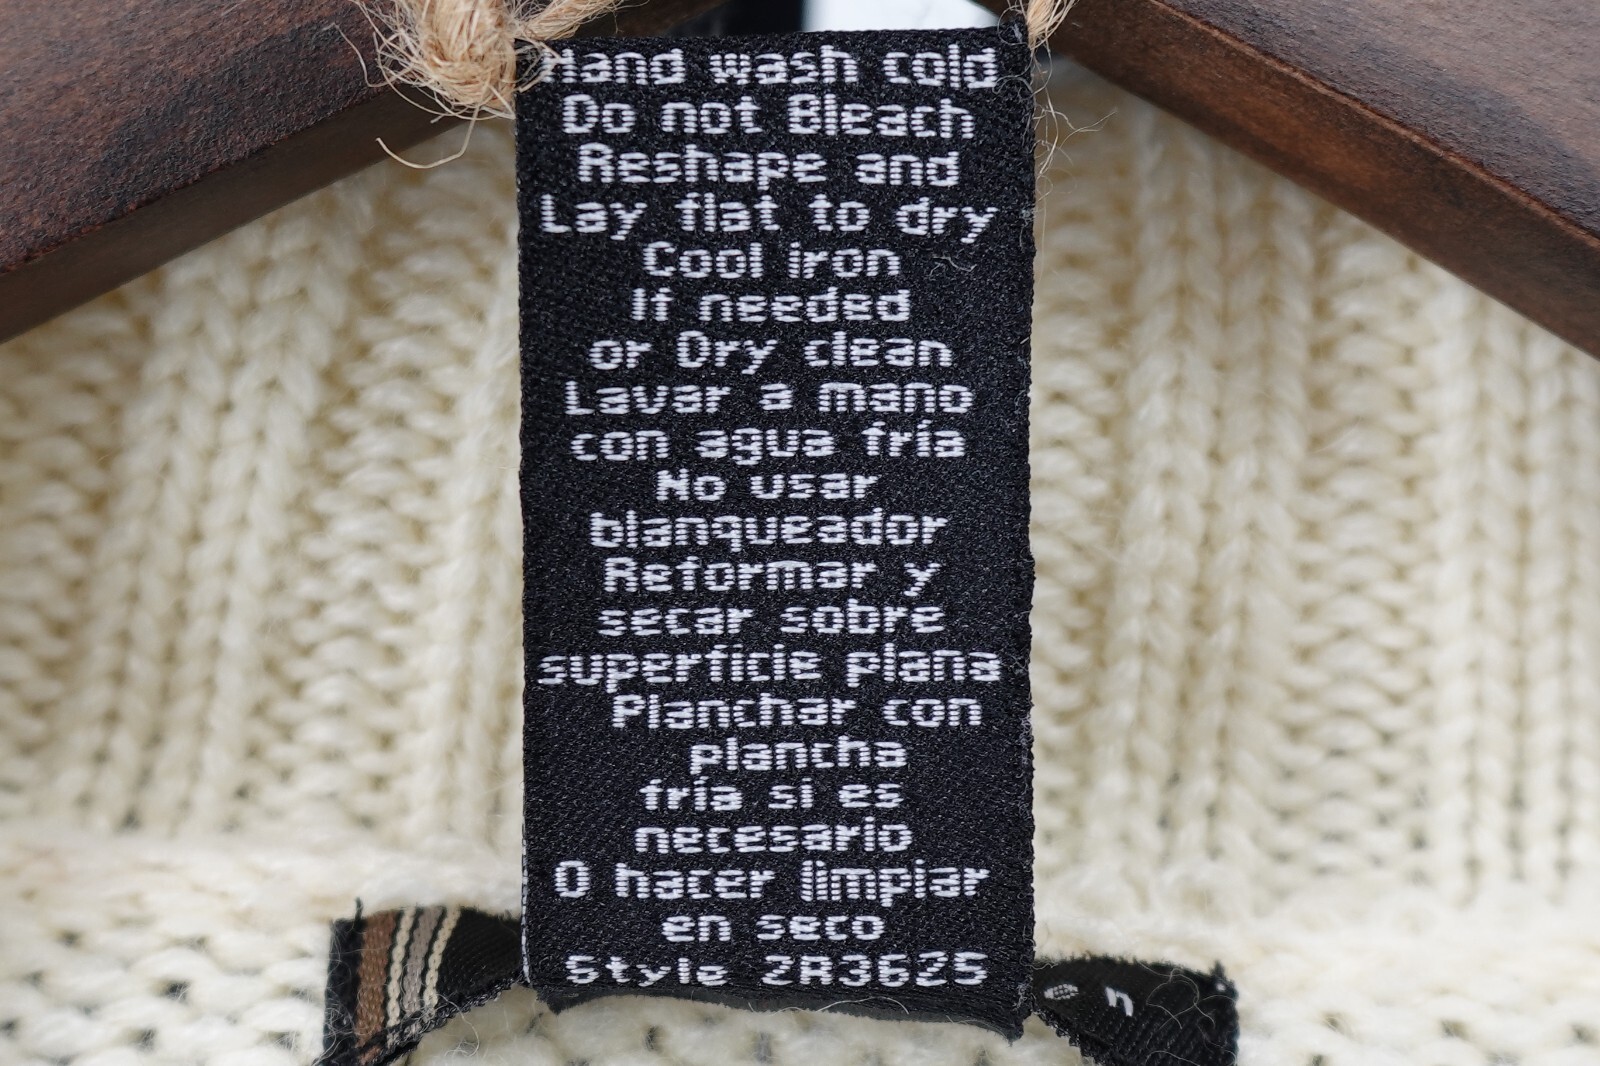 Hand wash cold
Do not Bleach
Reshape and
Lay flat to dry
Cool iron
If needed
or Dry clean
Lavar a mano
con agua fría
No usar
blanqueador
Reformar y
secar sobre
superficie plana
Planchar con
plancha
fría si es
necesario
O hacer limpiar
en seco
Style ZR3625